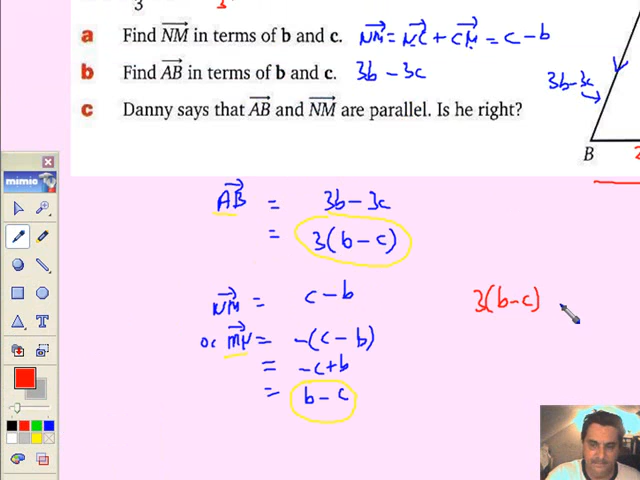 3
a Find NM in terms of b and c. NM = NC + CM = c - b
b Find AB in terms of b and c. 3b - 3c
c Danny says that AB and NM are parallel. Is he right?
3b-3c
B
mimio
AB = 3b - 3c
= 3(b - c)
NM = c - b
or MN = -(c - b)
= -c+b
= b - c
3(b-c)